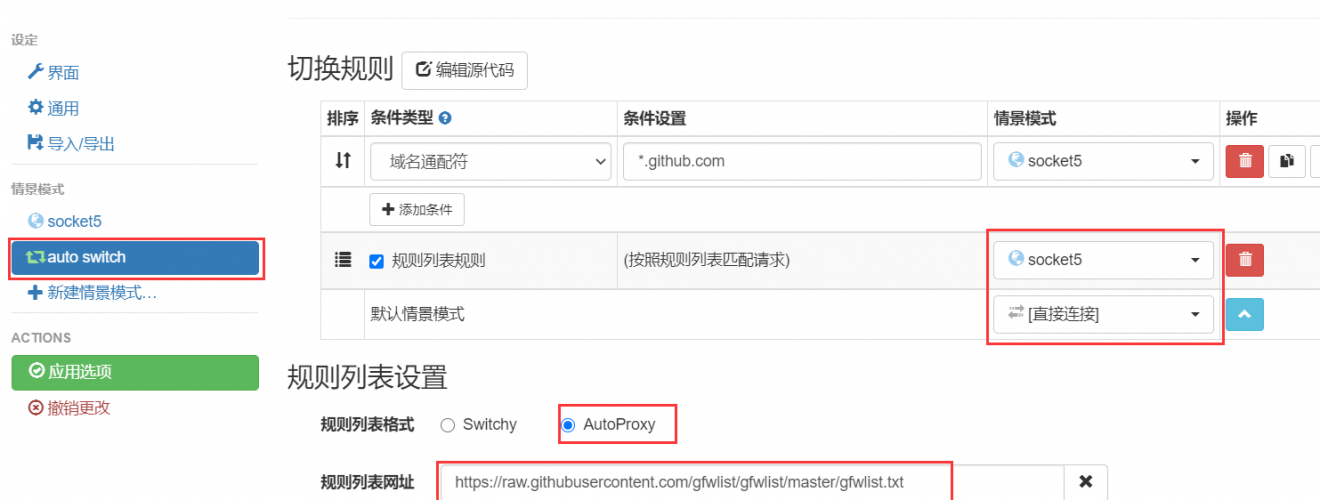 设定
界面
通用
导入/导出
情景模式
socket5
auto switch
新建情景模式…
ACTIONS
应用选项
撤销更改
切换规则 编辑源代码
排序 条件类型 条件设置 情景模式 操作
域名通配符 *.github.com socket5
添加条件
规则列表规则 (按照规则列表匹配请求) socket5
默认情景模式 [直接连接]
规则列表设置
规则列表格式 Switchy AutoProxy
规则列表网址 https://raw.githubusercontent.com/gfwlist/gfwlist/master/gfwlist.txt